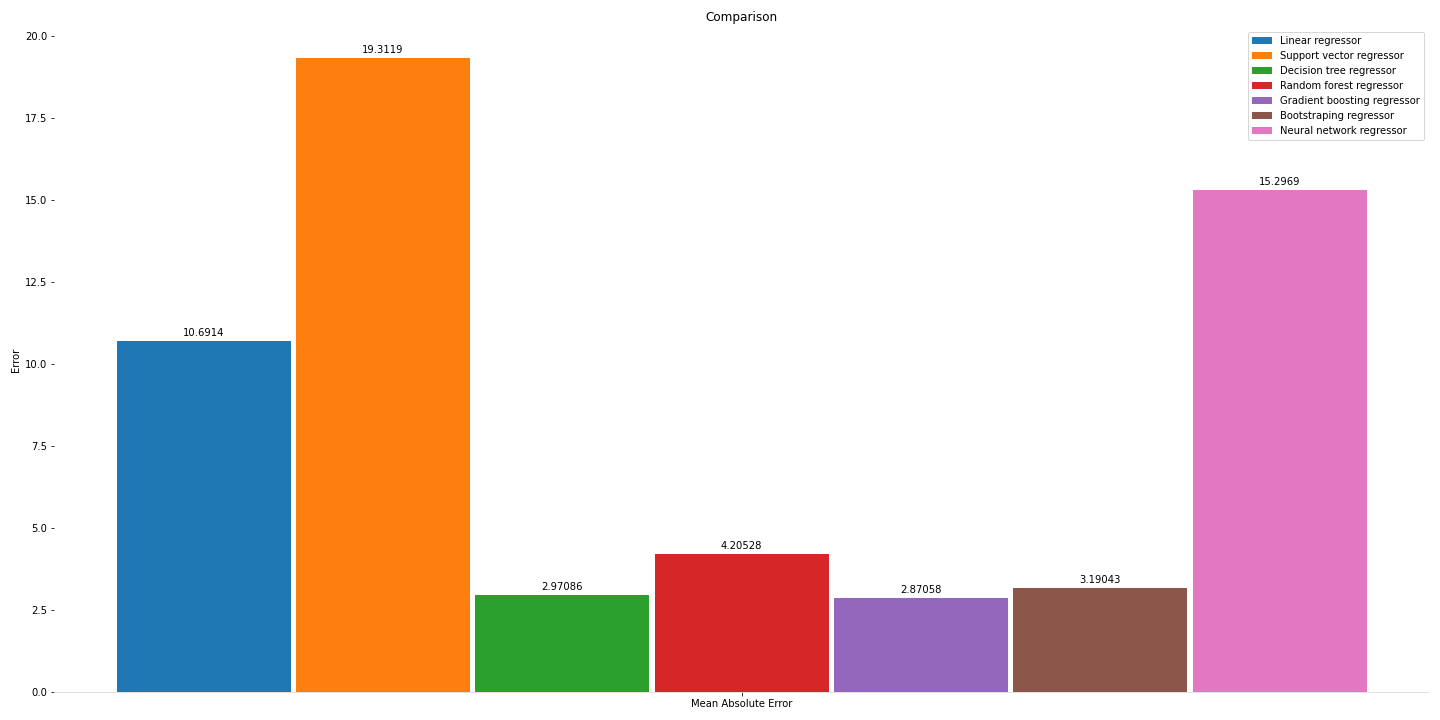 Comparison
20.0
17.5
15.0
12.5
10.0
7.5
5.0
2.5
0.0
Error
10.6914
19.3119
2.97086
4.20528
2.87058
3.19043
15.2969
Mean Absolute Error
Linear regressor
Support vector regressor
Decision tree regressor
Random forest regressor
Gradient boosting regressor
Bootstraping regressor
Neural network regressor